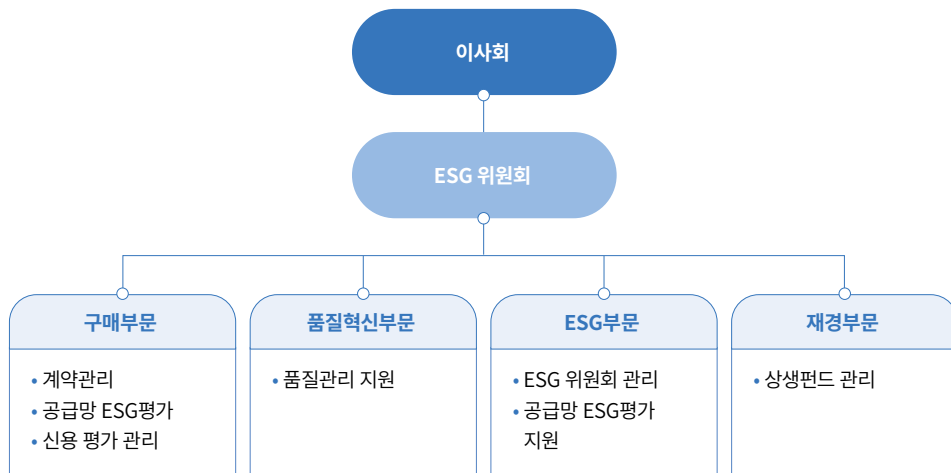 이사회
ESG 위원회
구매부문
• 계약관리
• 공급망 ESG평가
• 신용 평가 관리
품질혁신부문
• 품질관리 지원
ESG부문
• ESG 위원회 관리
• 공급망 ESG평가
지원
재경부문
• 상생펀드 관리